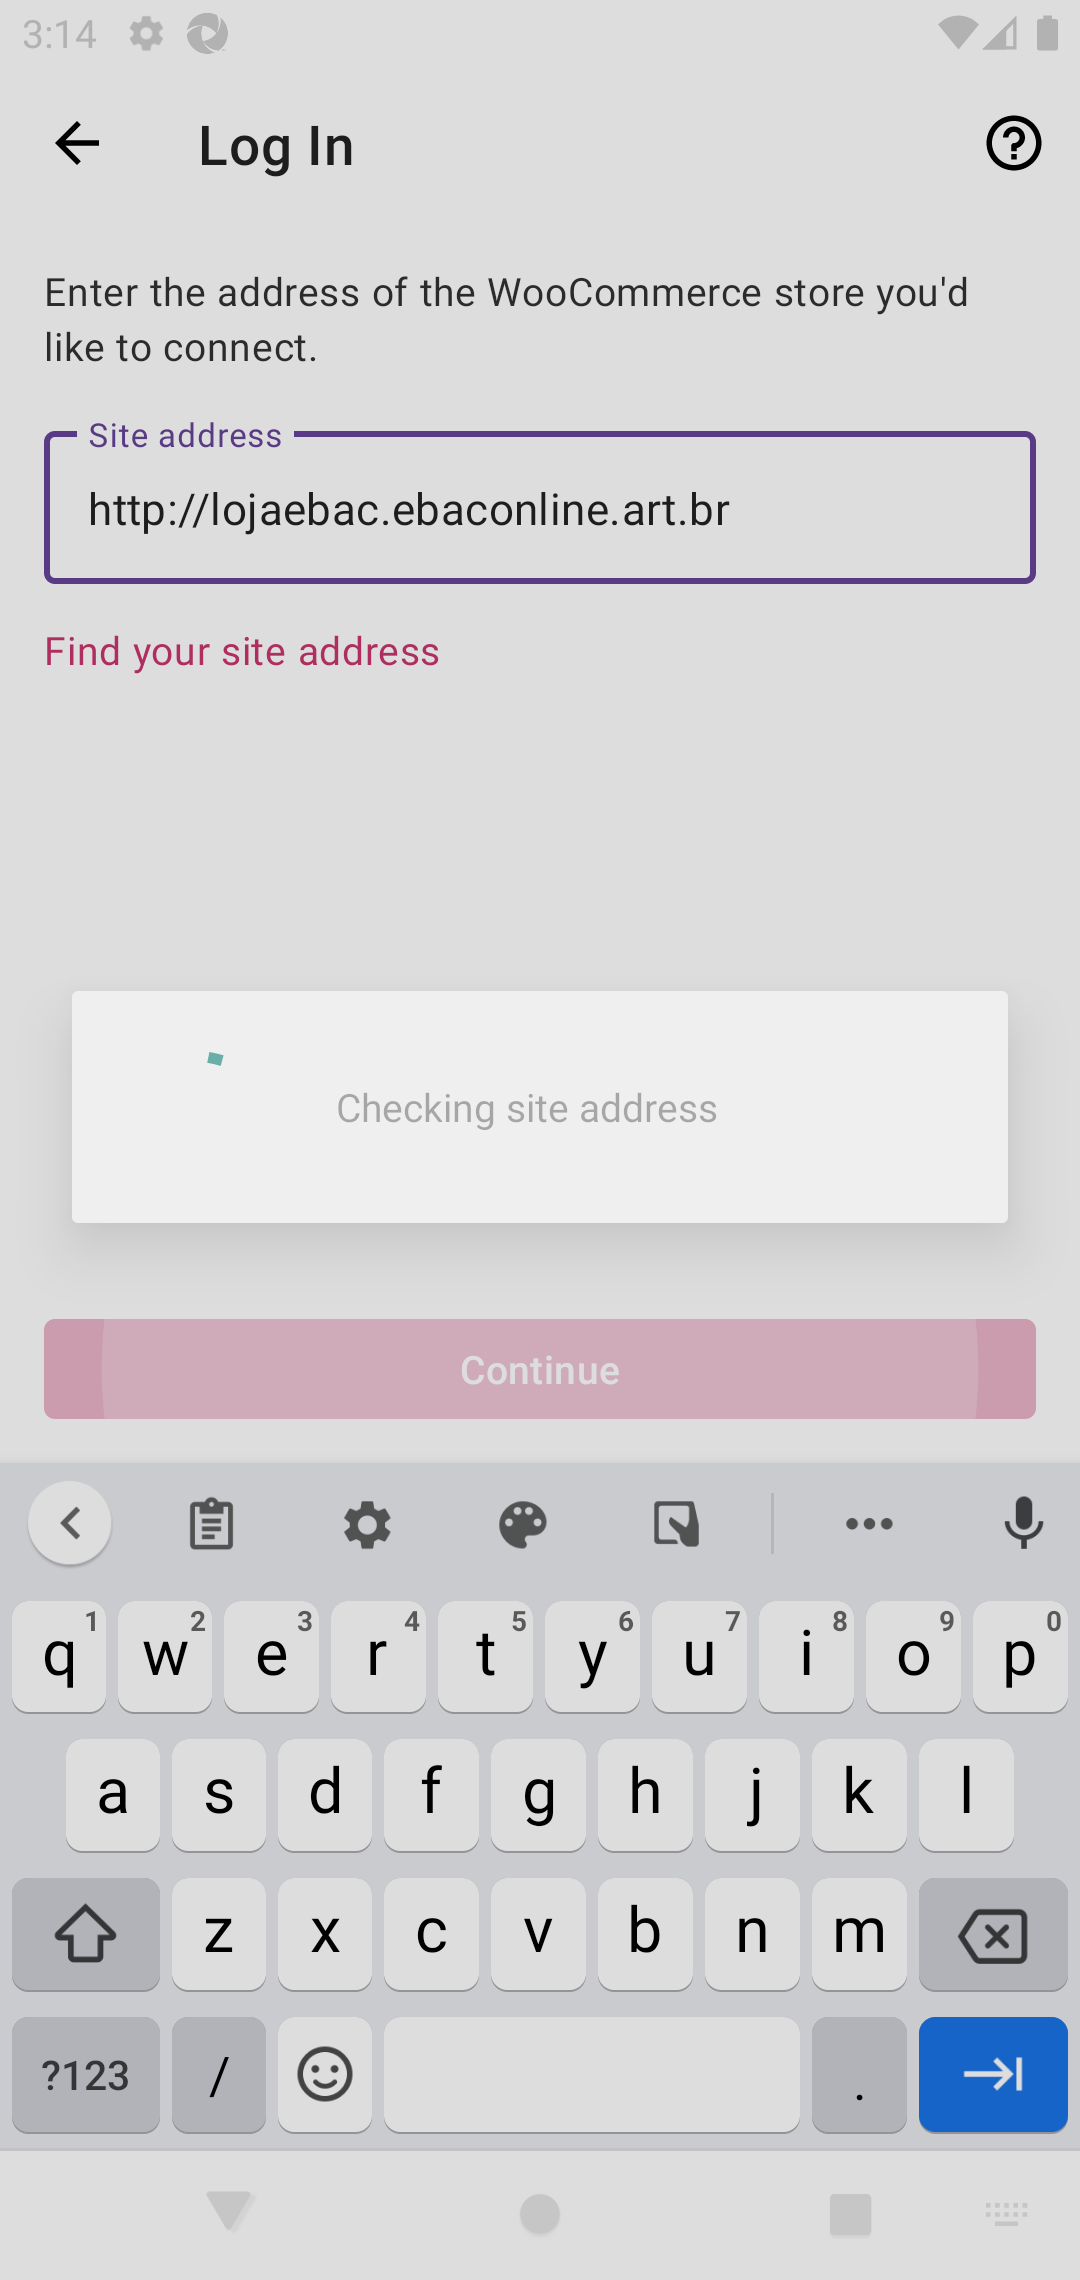 3:14
Log In
Enter the address of the WooCommerce store you'd
like to connect.
Site address
http://lojaebac.ebaconline.art.br
Find your site address
Checking site address
Continue
q 1 w 2 e 3 r 4 t 5 y 6 u 7 i 8 o 9 p 0
a s d f g h j k l
z x c v b n m
?123 / .